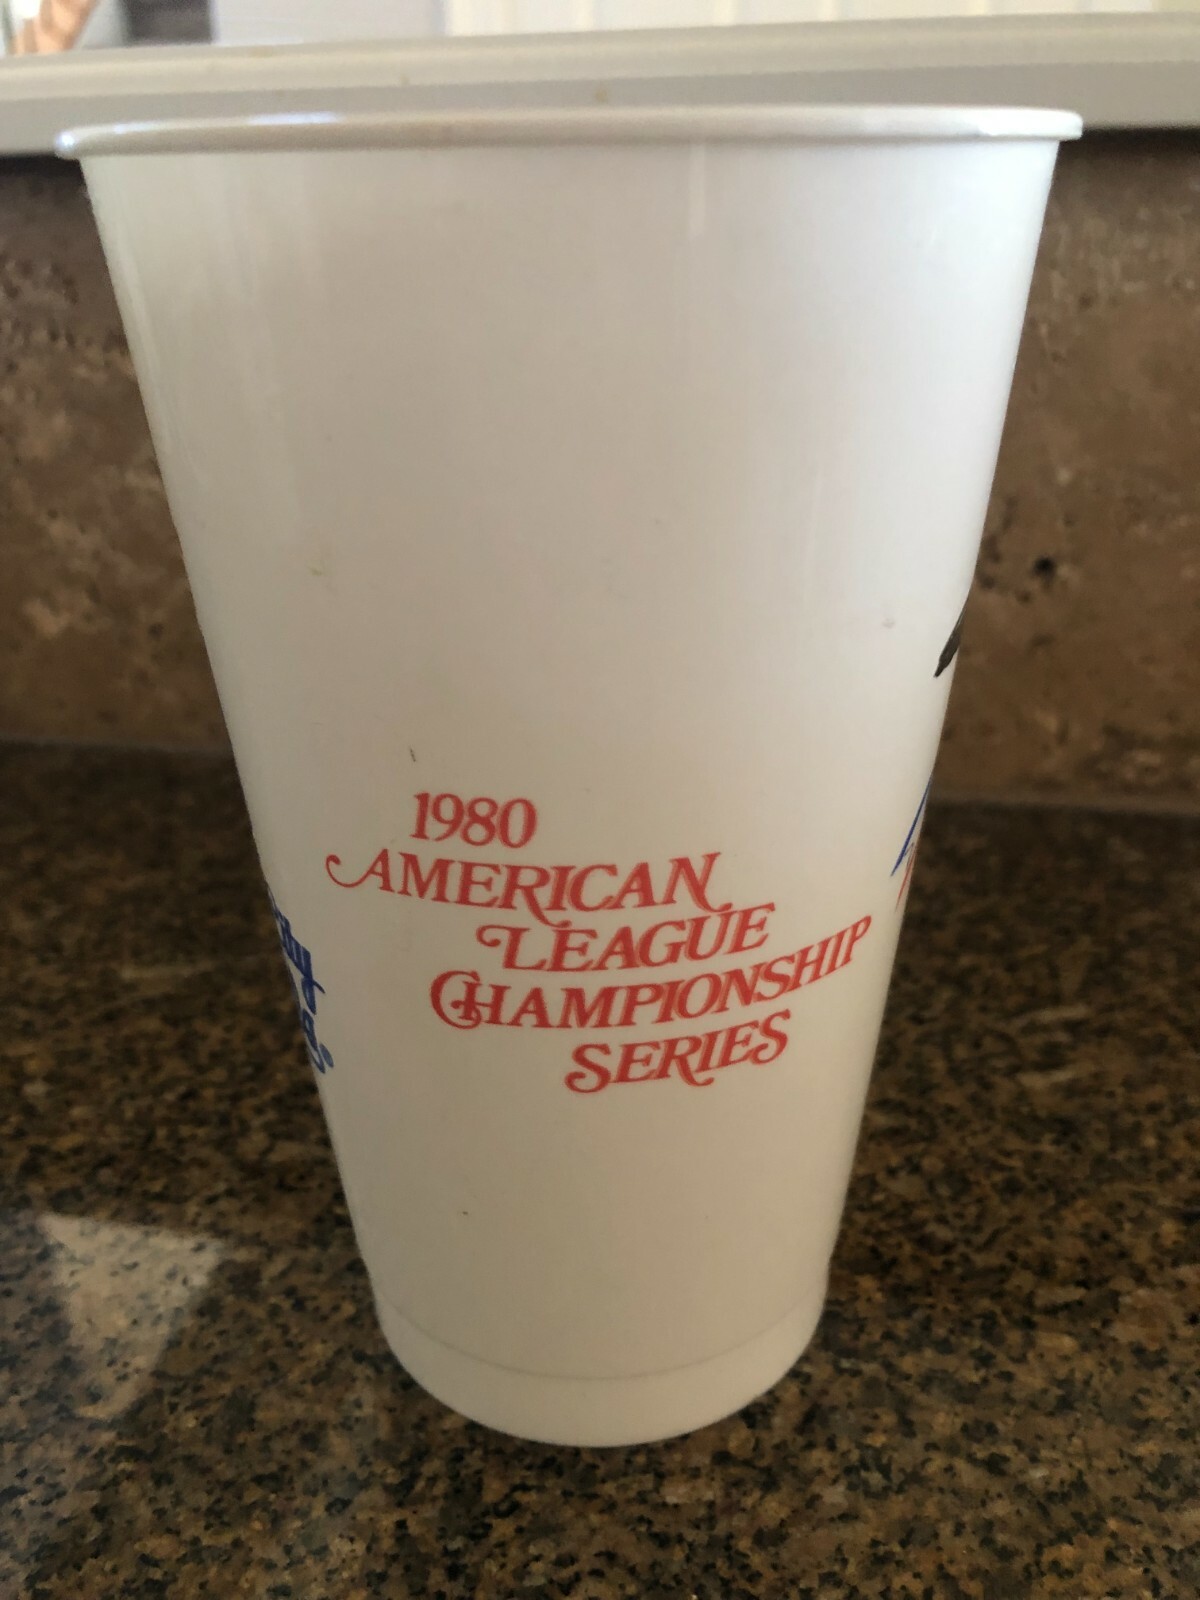 1980
AMERICAN
LEAGUE
CHAMPIONSHIP
SERIES